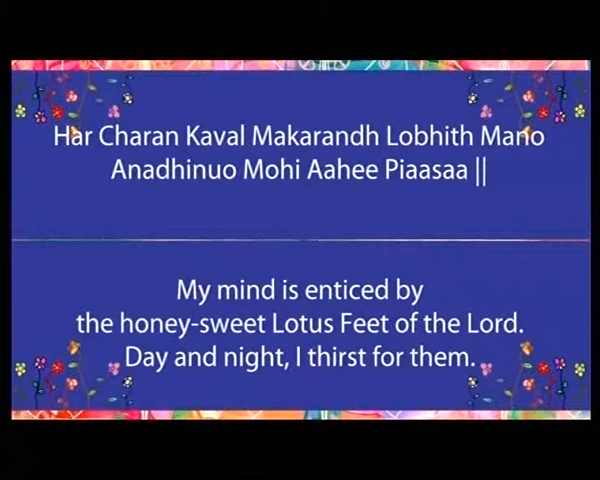 Har Charan Kaval Makarandh Lobhith Mano
Anadhinuo Mohi Aahee Piaasaa ||
My mind is enticed by
the honey-sweet Lotus Feet of the Lord.
Day and night, I thirst for them.